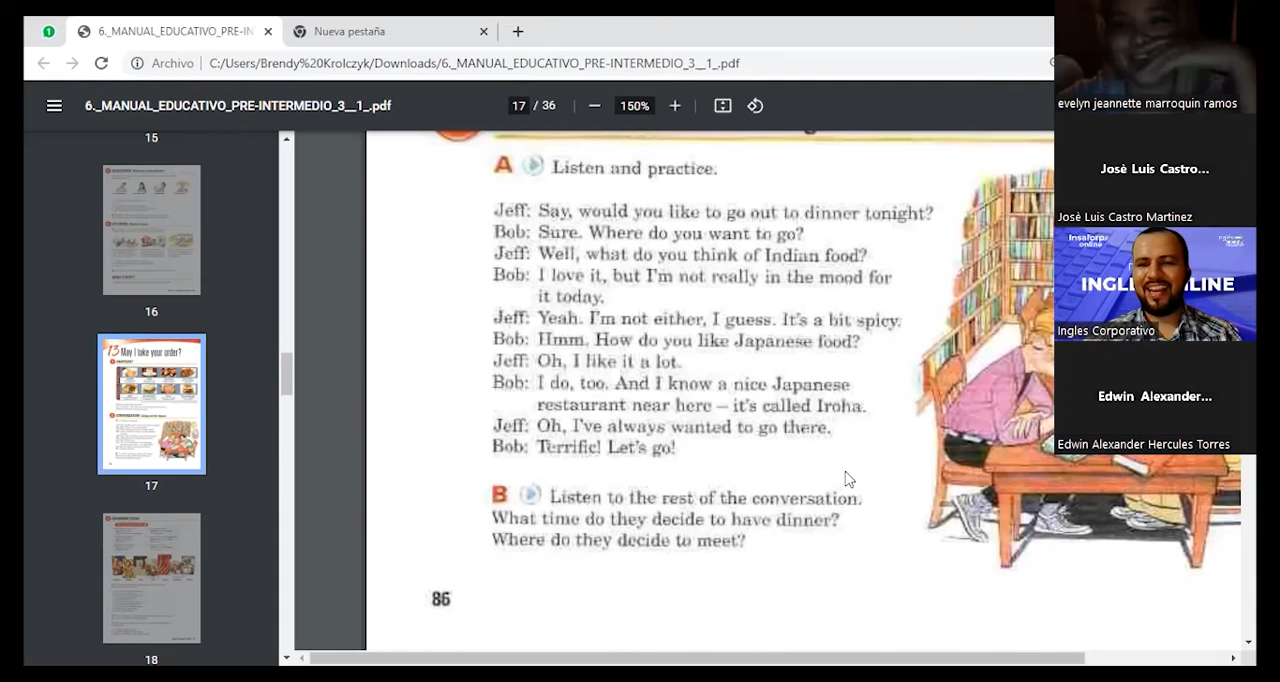 6._MANUAL_EDUCATIVO_PRE-IN
Nueva pestaña
Archivo
C:/Users/Brendy%20Krolczyk/Downloads/6._MANUAL_EDUCATIVO_PRE-INTERMEDIO_3__1_.pdf
6._MANUAL_EDUCATIVO_PRE-INTERMEDIO_3__1_.pdf
17 / 36
150%
15
16
13 May I take your order?
17
18
A Listen and practice.
Jeff: Say, would you like to go out to dinner tonight?
Bob: Sure. Where do you want to go?
Jeff: Well, what do you think of Indian food?
Bob: I love it, but I'm not really in the mood for
it today.
Jeff: Yeah. I'm not either, I guess. It's a bit spicy.
Bob: Hmm. How do you like Japanese food?
Jeff: Oh, I like it a lot.
Bob: I do, too. And I know a nice Japanese
restaurant near here – it's called Iroha.
Jeff: Oh, I've always wanted to go there.
Bob: Terrific! Let's go!
B Listen to the rest of the conversation.
What time do they decide to have dinner?
Where do they decide to meet?
86
evelyn jeannette marroquin ramos
Josè Luis Castro...
Josè Luis Castro Martinez
Insaforp
online
Ingles Corporativo
Edwin Alexander...
Edwin Alexander Hercules Torres